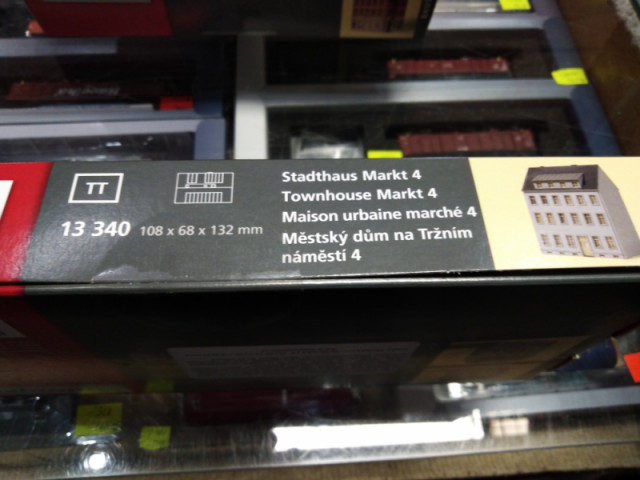 TT
13 340 108 x 68 x 132 mm
Stadthaus Markt 4
Townhouse Markt 4
Maison urbaine marché 4
Městský dům na Tržním
náměstí 4